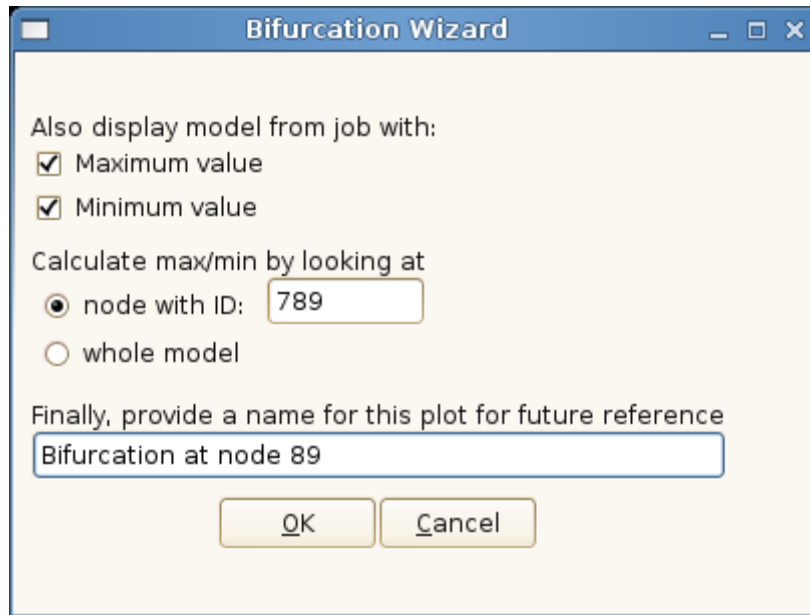 Bifurcation Wizard
Also display model from job with:
Maximum value
Minimum value
Calculate max/min by looking at
node with ID: 789
whole model
Finally, provide a name for this plot for future reference
Bifurcation at node 89
OK Cancel